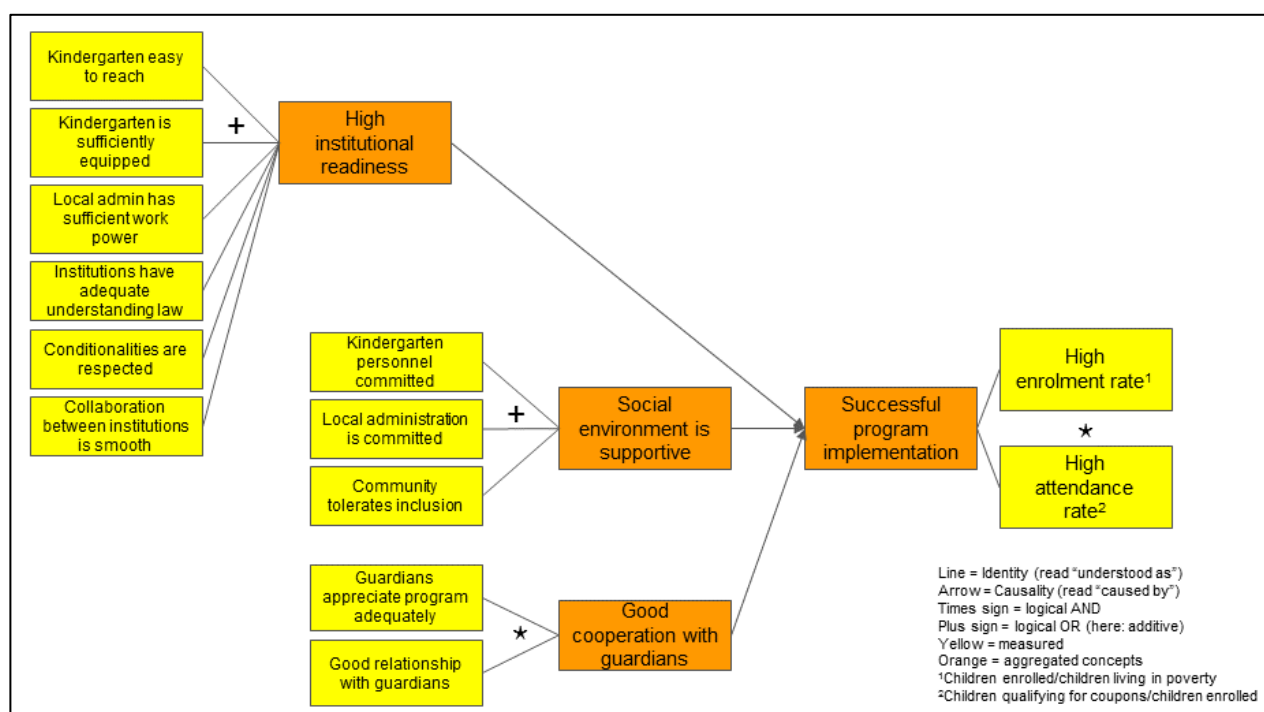 Kindergarten easy
to reach
Kindergarten is
sufficiently
equipped
Local admin has
sufficient work
power
Institutions have
adequate
understanding law
Conditionalities are
respected
Collaboration
between institutions
is smooth
+
High
institutional
readiness
Kindergarten
personnel
committed
Local administration
is committed
Community
tolerates inclusion
+
Social
environment is
supportive
Guardians
appreciate program
adequately
Good relationship
with guardians
*
Good
cooperation with
guardians
Successful
program
implementation
High
enrolment rate¹
*
High
attendance
rate²
Line = Identity (read “understood as”)
Arrow = Causality (read “caused by”)
Times sign = logical AND
Plus sign = logical OR (here: additive)
Yellow = measured
Orange = aggregated concepts
¹Children enrolled/children living in poverty
²Children qualifying for coupons/children enrolled